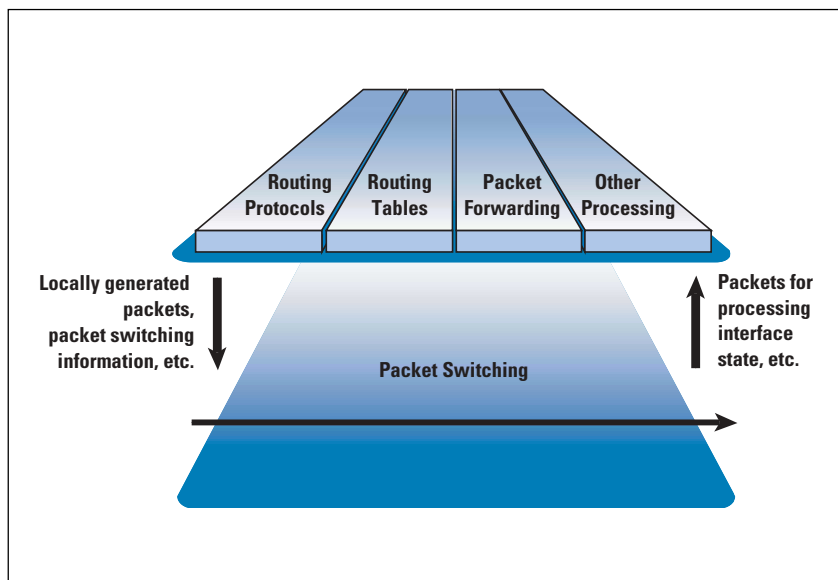 Routing
Protocols
Routing
Tables
Packet
Forwarding
Other
Processing
Locally generated
packets,
packet switching
information, etc.
Packets for
processing
interface
state, etc.
Packet Switching